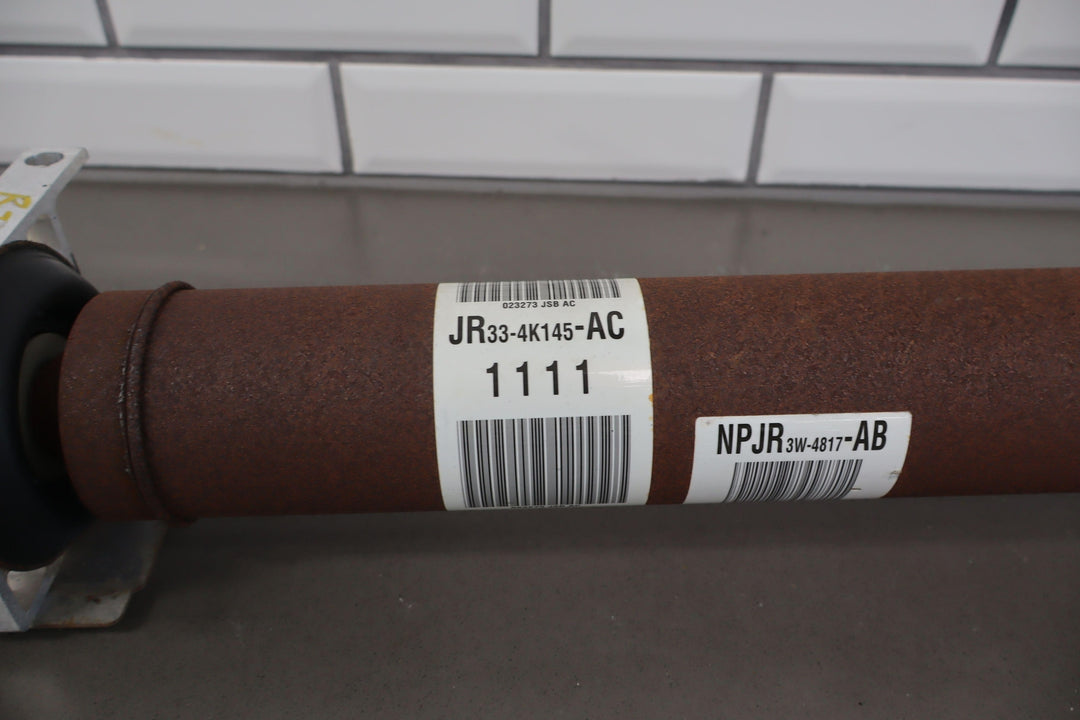 023273 JSB AC
JR33-4K145-AC
1111
NPJR3W-4817-AB